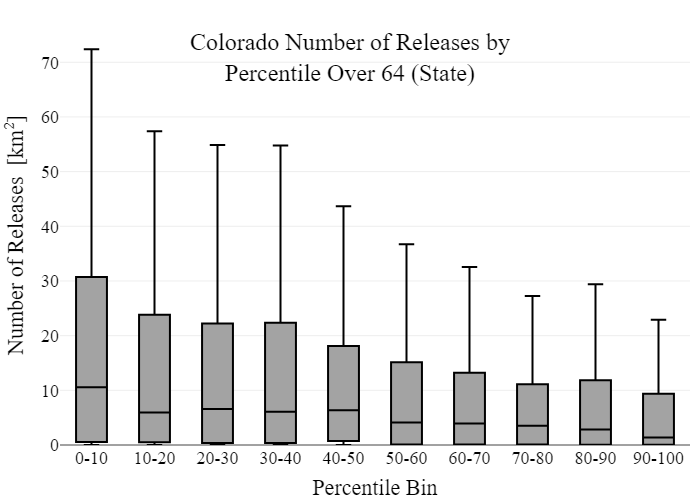 Colorado Number of Releases by
Percentile Over 64 (State)
Number of Releases [km²]
70
60
50
40
30
20
10
0
0-10 10-20 20-30 30-40 40-50 50-60 60-70 70-80 80-90 90-100
Percentile Bin